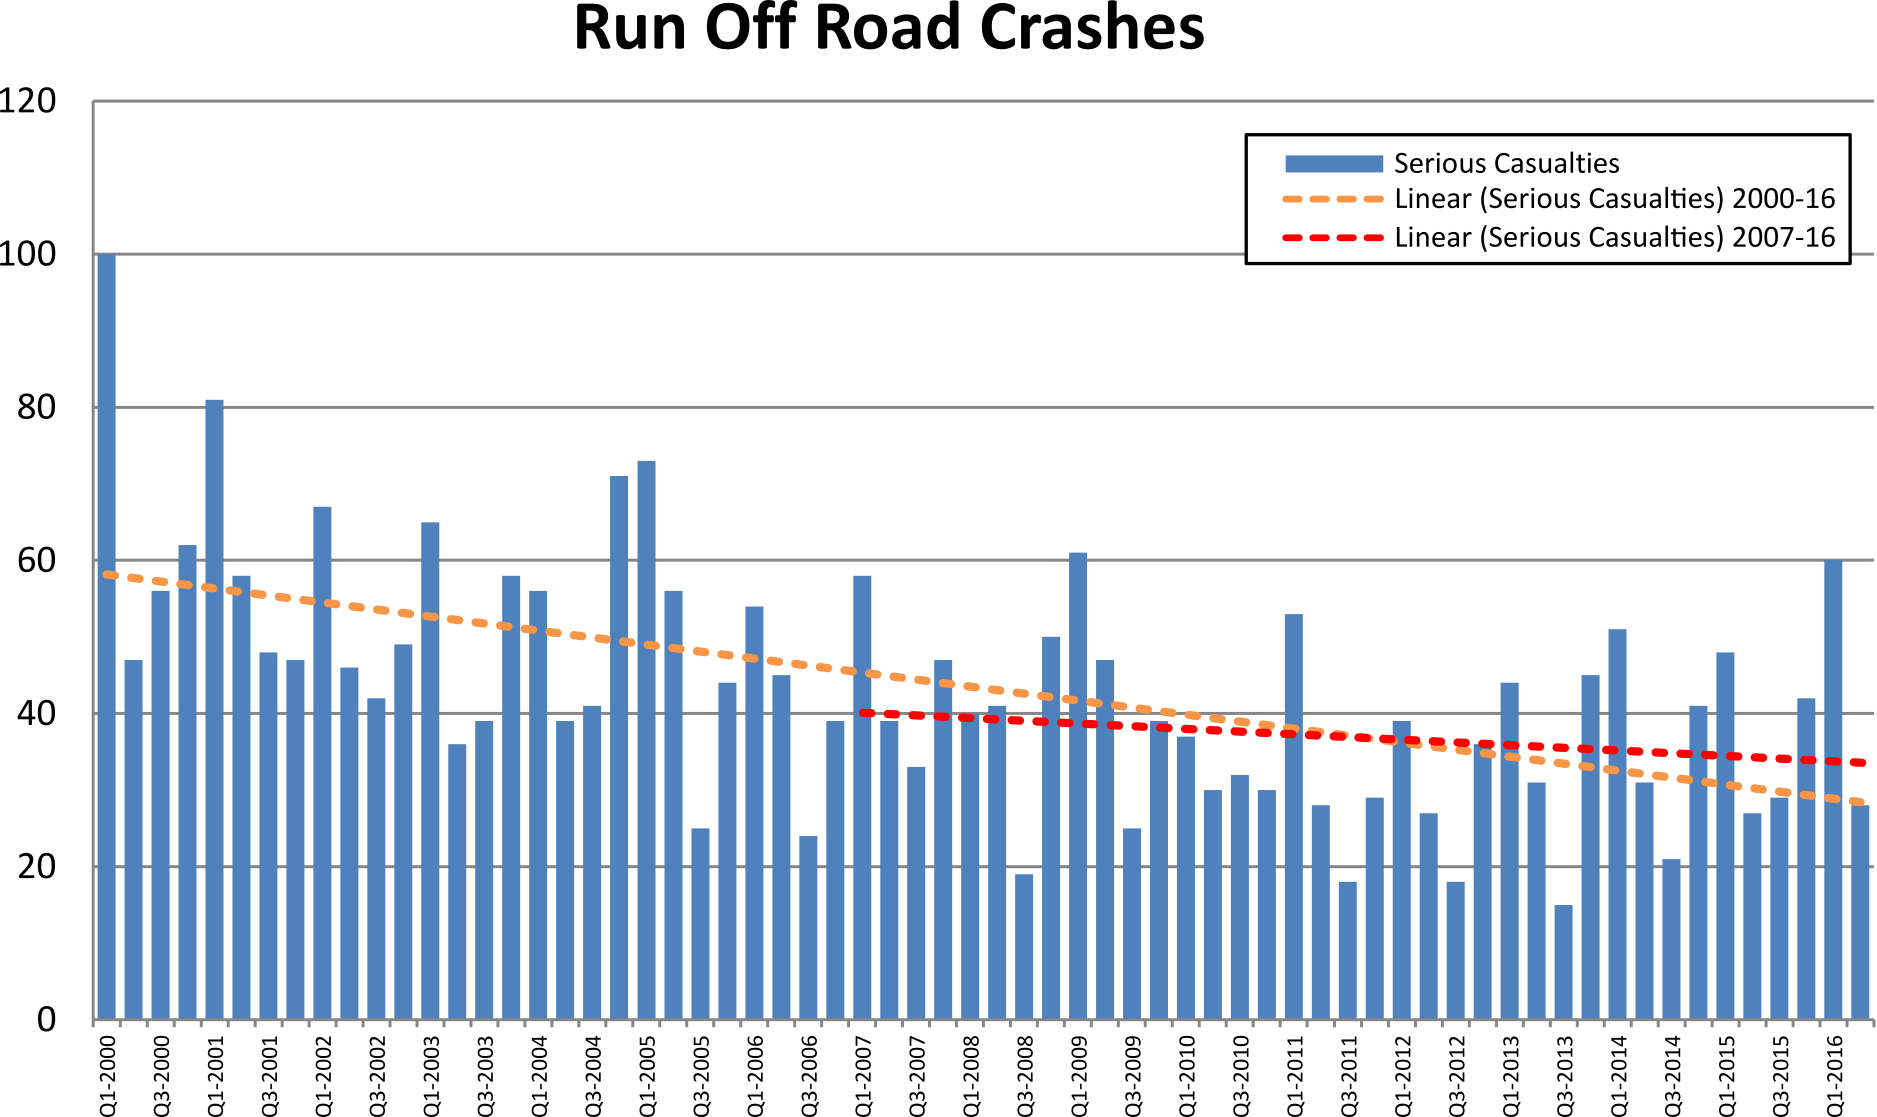 Run Off Road Crashes
120
100
80
60
40
20
0
Serious Casualties
Linear (Serious Casualties) 2000-16
Linear (Serious Casualties) 2007-16
Q1-2000
Q3-2000
Q1-2001
Q3-2001
Q1-2002
Q3-2002
Q1-2003
Q3-2003
Q1-2004
Q3-2004
Q1-2005
Q3-2005
Q1-2006
Q3-2006
Q1-2007
Q3-2007
Q1-2008
Q3-2008
Q1-2009
Q3-2009
Q1-2010
Q3-2010
Q1-2011
Q3-2011
Q1-2012
Q3-2012
Q1-2013
Q3-2013
Q1-2014
Q3-2014
Q1-2015
Q3-2015
Q1-2016